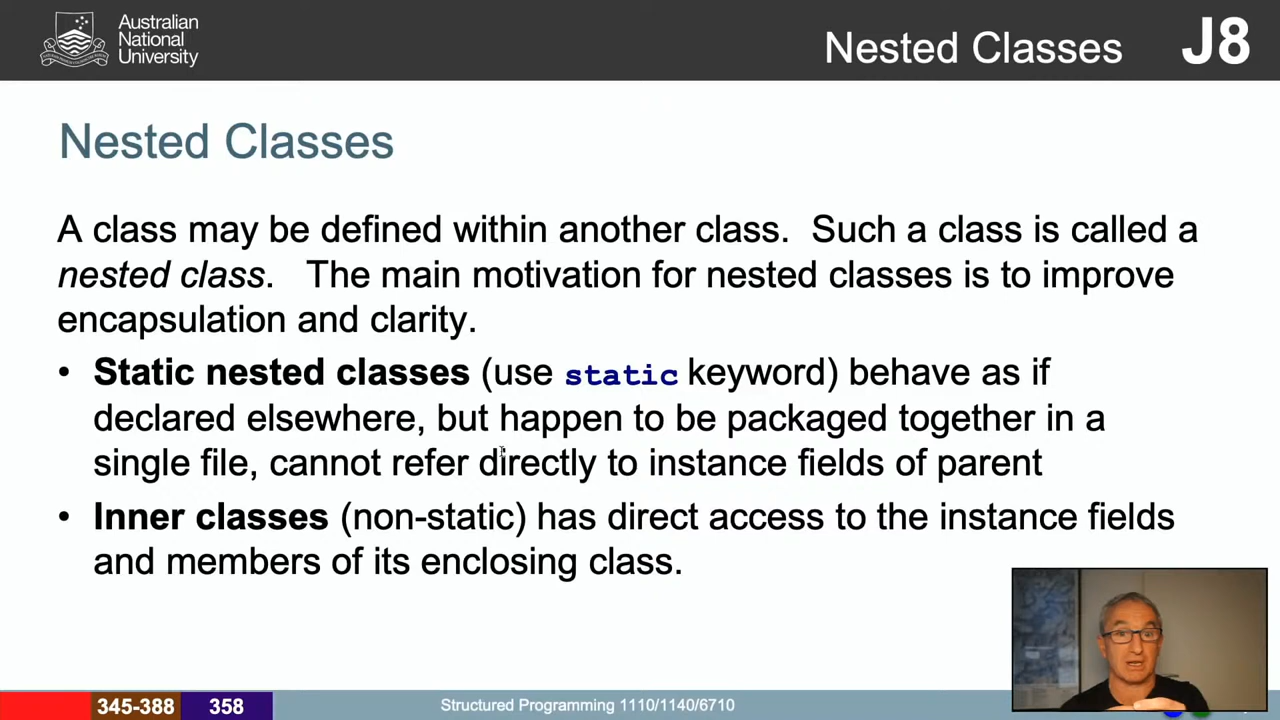 Australian
National
University
Nested Classes
J8
Nested Classes
A class may be defined within another class. Such a class is called a
nested class. The main motivation for nested classes is to improve
encapsulation and clarity.
• Static nested classes (use static keyword) behave as if
declared elsewhere, but happen to be packaged together in a
single file, cannot refer directly to instance fields of parent
• Inner classes (non-static) has direct access to the instance fields
and members of its enclosing class.
345-388
358
Structured Programming 1110/1140/6710